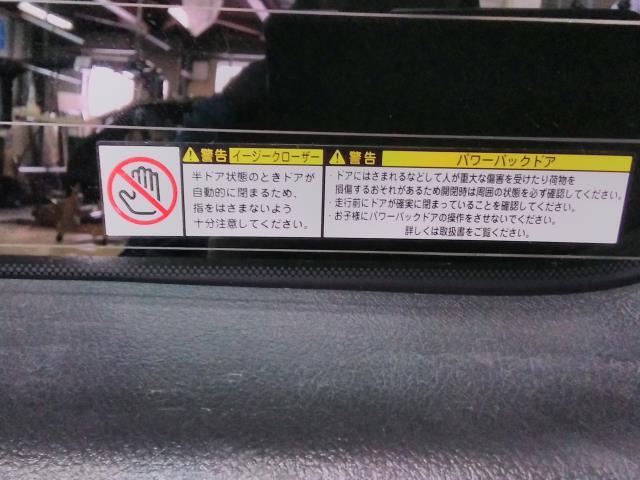 警告 イージークローザー
半ドア状態のときドアが
自動的に閉まるため、
指をはさまないよう
十分注意してください。
警告 パワーバックドア
・ドアにはさまれるなどして人が重大な傷害を受けたり荷物を
損傷するおそれがあるため開閉時は周囲の状態を必ず確認してください。
・走行前にドアが確実に閉まっていることを確認してください。
・お子様にパワーバックドアの操作をさせないでください。
詳しくは取扱書をご覧ください。